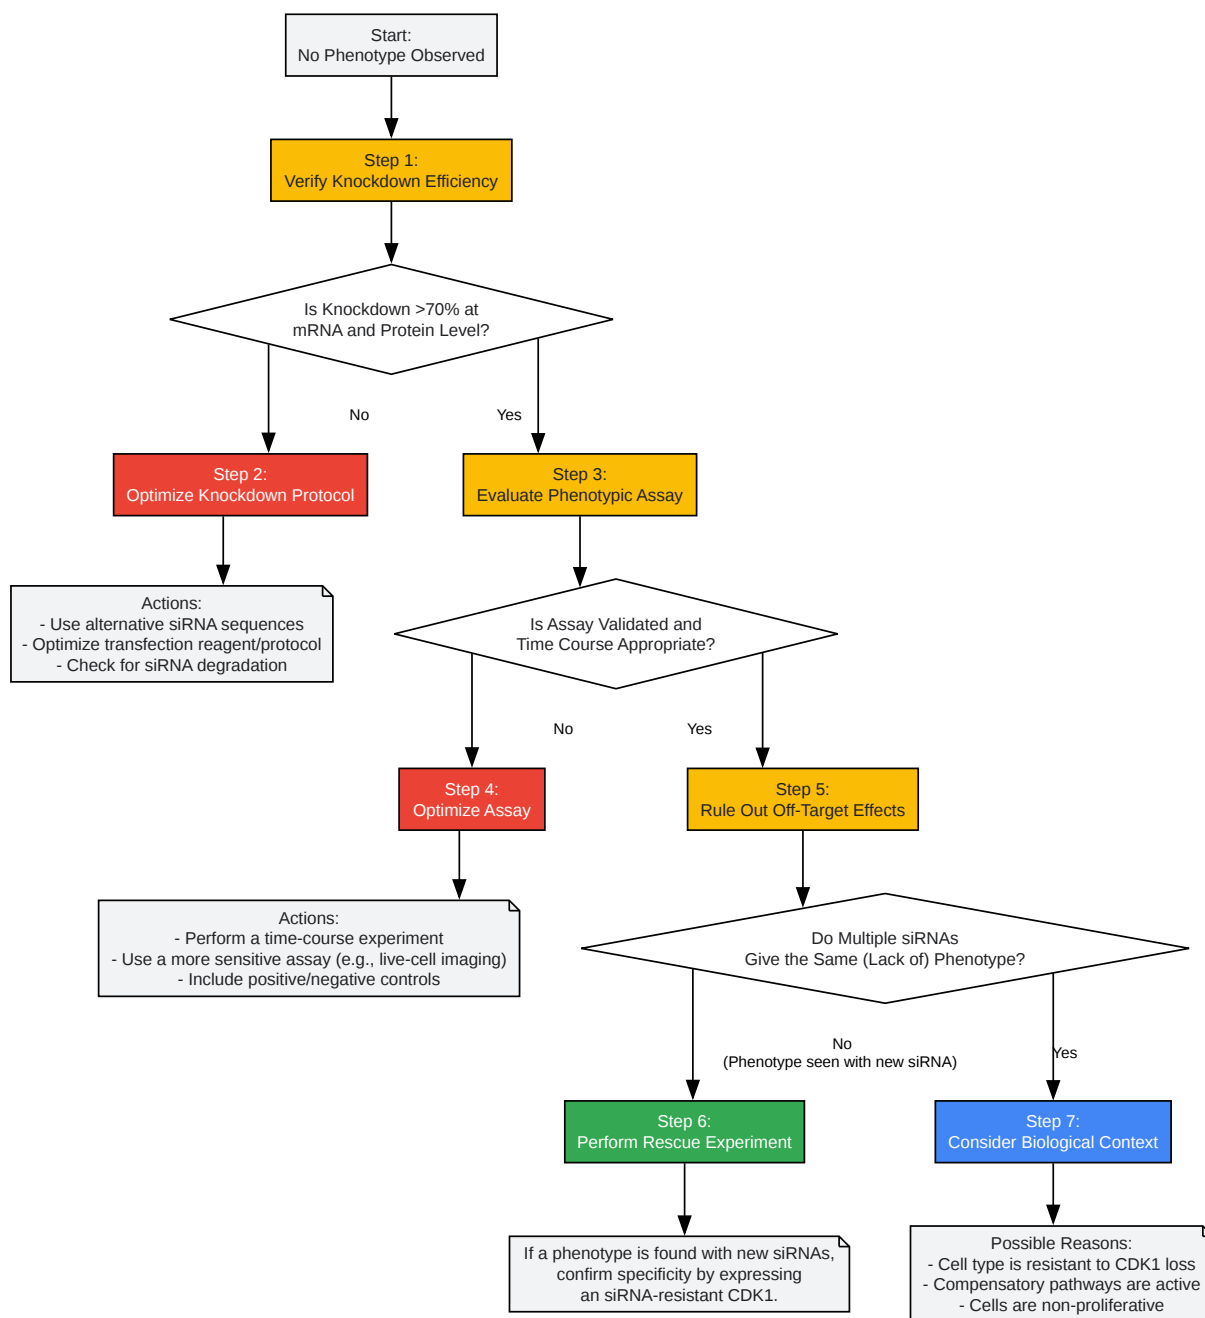 Start:
No Phenotype Observed
Step 1:
Verify Knockdown Efficiency
Is Knockdown >70% at
mRNA and Protein Level?
No
Yes
Step 2:
Optimize Knockdown Protocol
Step 3:
Evaluate Phenotypic Assay
Actions:
- Use alternative siRNA sequences
- Optimize transfection reagent/protocol
- Check for siRNA degradation
Is Assay Validated and
Time Course Appropriate?
No
Yes
Step 4:
Optimize Assay
Step 5:
Rule Out Off-Target Effects
Actions:
- Perform a time-course experiment
- Use a more sensitive assay (e.g., live-cell imaging)
- Include positive/negative controls
Do Multiple siRNAs
Give the Same (Lack of) Phenotype?
No
(Phenotype seen with new siRNA)
Yes
Step 6:
Perform Rescue Experiment
Step 7:
Consider Biological Context
If a phenotype is found with new siRNAs,
confirm specificity by expressing
an siRNA-resistant CDK1.
Possible Reasons:
- Cell type is resistant to CDK1 loss
- Compensatory pathways are active
- Cells are non-proliferative